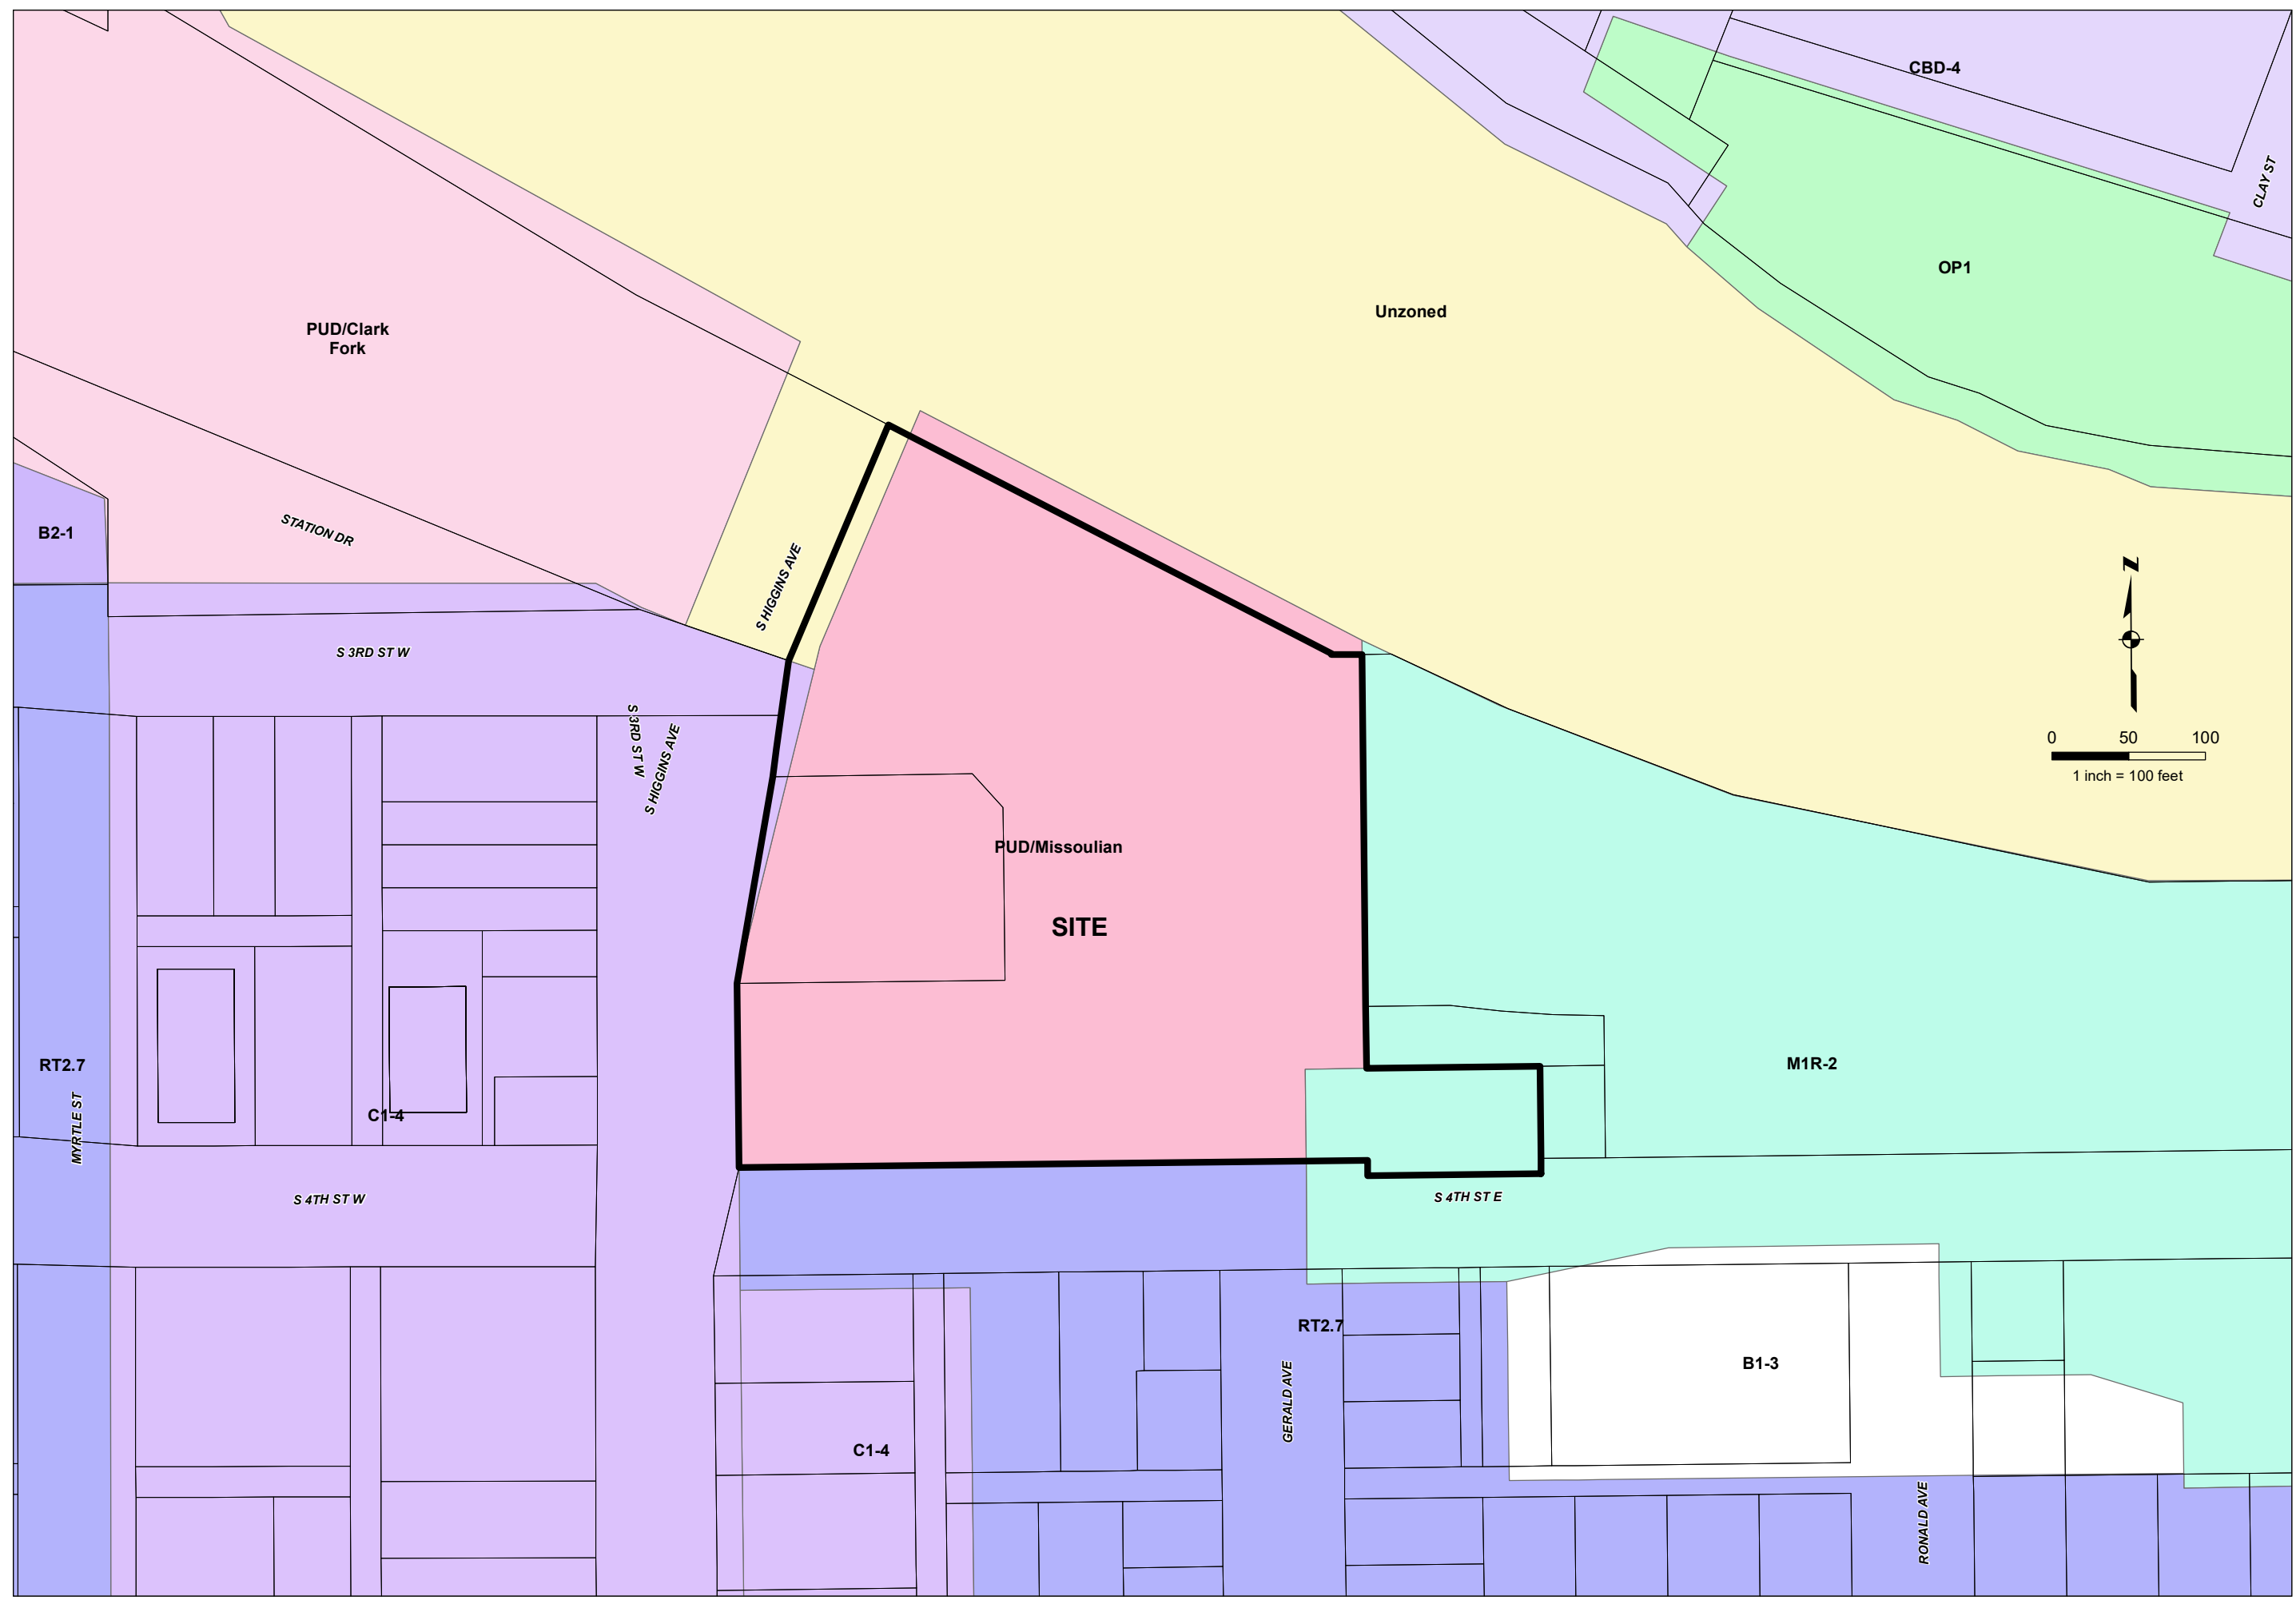 CBD-4
CLAY ST
OP1
Unzoned
PUD/Clark
Fork
B2-1
STATION DR
S HIGGINS AVE
N
S 3RD ST W
S 3RD ST W
S HIGGINS AVE
0 50 100
1 inch = 100 feet
PUD/Missoulian
SITE
RT2.7
M1R-2
C1-4
MYRTLE ST
S 4TH ST W
S 4TH ST E
RT2.7
B1-3
GERALD AVE
C1-4
RONALD AVE